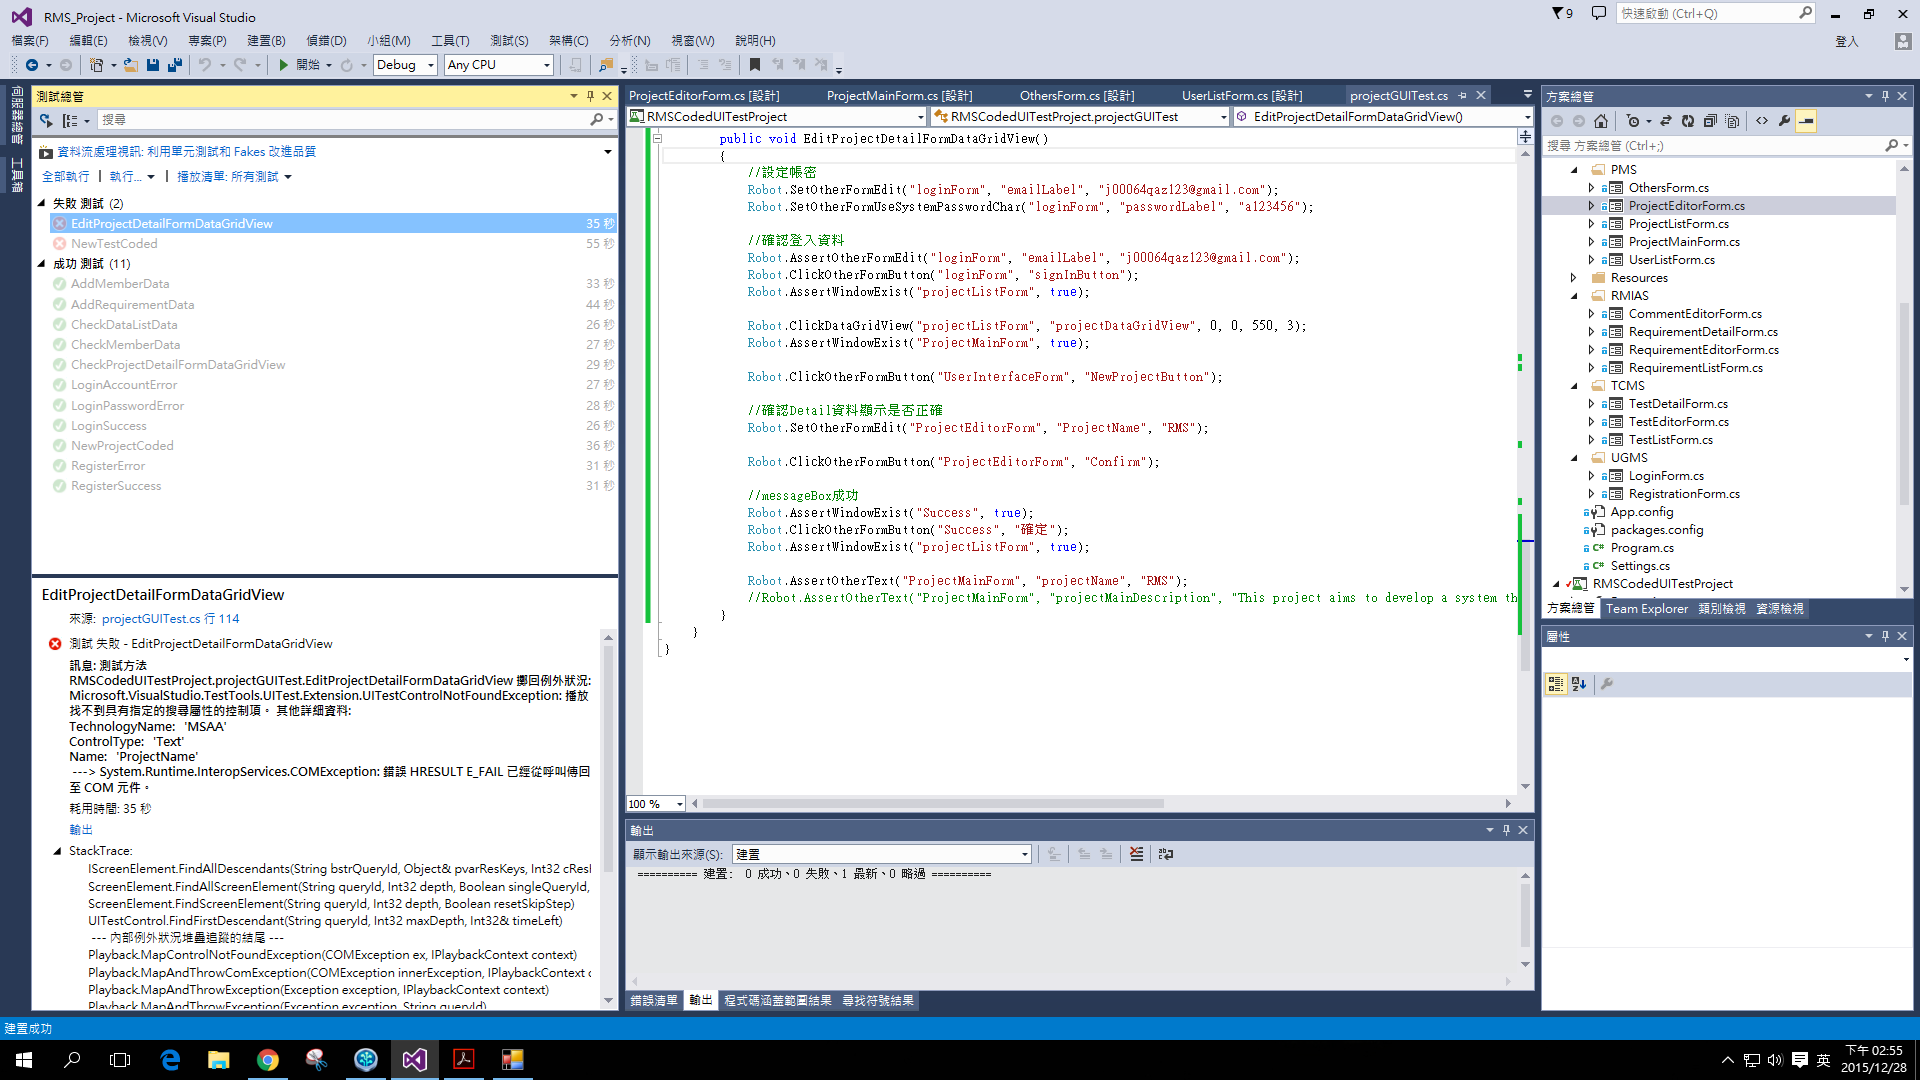 RMS_Project - Microsoft Visual Studio
9
快速啟動 (Ctrl+Q)
檔案(F) 編輯(E) 檢視(V) 專案(P) 建置(B) 偵錯(D) 小組(M) 工具(T) 測試(S) 架構(C) 分析(N) 視窗(W) 說明(H)
登入
開始 Debug Any CPU
伺服器總管
工具箱
測試總管
搜尋
資料流處理視訊: 利用單元測試和 Fakes 改進品質
全部執行 | 執行... | 播放清單: 所有測試
失敗 測試 (2)
EditProjectDetailFormDataGridView 35 秒
NewTestCoded 55 秒
成功 測試 (11)
AddMemberData 33 秒
AddRequirementData 44 秒
CheckDataListData 26 秒
CheckMemberData 27 秒
CheckProjectDetailFormDataGridView 29 秒
LoginAccountError 27 秒
LoginPasswordError 28 秒
LoginSuccess 26 秒
NewProjectCoded 36 秒
RegisterError 31 秒
RegisterSuccess 31 秒
EditProjectDetailFormDataGridView
來源: projectGUITest.cs 行 114
測試 失敗 - EditProjectDetailFormDataGridView
訊息: 測試方法
RMSCodedUITestProject.projectGUITest.EditProjectDetailFormDataGridView 擲回例外狀況:
Microsoft.VisualStudio.TestTools.UITest.Extension.UITestControlNotFoundException: 播放
找不到具有指定的搜尋屬性的控制項。 其他詳細資料:
TechnologyName: 'MSAA'
ControlType: 'Text'
Name: 'ProjectName'
---> System.Runtime.InteropServices.COMException: 錯誤 HRESULT E_FAIL 已經從呼叫傳回
至 COM 元件。
耗用時間: 35 秒
輸出
StackTrace:
IScreenElement.FindAllDescendants(String bstrQueryId, Object& pvarResKeys, Int32 cResl
ScreenElement.FindAllScreenElement(String queryId, Int32 depth, Boolean singleQueryId,
ScreenElement.FindScreenElement(String queryId, Int32 depth, Boolean resetSkipStep)
UITestControl.FindFirstDescendant(String queryId, Int32 maxDepth, Int32& timeLeft)
--- 內部例外狀況堆疊追蹤的結尾 ---
Playback.MapControlNotFoundException(COMException ex, IPlaybackContext context)
Playback.MapAndThrowComException(COMException innerException, IPlaybackContext c
Playback.MapAndThrowException(Exception exception, IPlaybackContext context)
Playback.MapAndThrowException(Exception exception, String queryId)
ProjectEditorForm.cs [設計] ProjectMainForm.cs [設計] OthersForm.cs [設計] UserListForm.cs [設計] projectGUITest.cs
RMSCodedUITestProject RMSCodedUITestProject.projectGUITest EditProjectDetailFormDataGridView()
public void EditProjectDetailFormDataGridView()
{
//設定帳密
Robot.SetOtherFormEdit("loginForm", "emailLabel", "j00064qaz123@gmail.com");
Robot.SetOtherFormUseSystemPasswordChar("loginForm", "passwordLabel", "a123456");
//確認登入資料
Robot.AssertOtherFormEdit("loginForm", "emailLabel", "j00064qaz123@gmail.com");
Robot.ClickOtherFormButton("loginForm", "signInButton");
Robot.AssertWindowExist("projectListForm", true);
Robot.ClickDataGridView("projectListForm", "projectDataGridView", 0, 0, 550, 3);
Robot.AssertWindowExist("ProjectMainForm", true);
Robot.ClickOtherFormButton("UserInterfaceForm", "NewProjectButton");
//確認Detail資料顯示是否正確
Robot.SetOtherFormEdit("ProjectEditorForm", "ProjectName", "RMS");
Robot.ClickOtherFormButton("ProjectEditorForm", "Confirm");
//messageBox成功
Robot.AssertWindowExist("Success", true);
Robot.ClickOtherFormButton("Success", "確定");
Robot.AssertWindowExist("projectListForm", true);
Robot.AssertOtherText("ProjectMainForm", "projectName", "RMS");
//Robot.AssertOtherText("ProjectMainForm", "projectMainDescription", "This project aims to develop a system th
}
}
}
100 %
輸出
顯示輸出來源(S): 建置
========== 建置: 0 成功、0 失敗、1 最新、0 略過 ==========
錯誤清單 輸出 程式碼涵蓋範圍結果 尋找符號結果
方案總管
搜尋 方案總管 (Ctrl+;)
PMS
OthersForm.cs
ProjectEditorForm.cs
ProjectListForm.cs
ProjectMainForm.cs
UserListForm.cs
Resources
RMIAS
CommentEditorForm.cs
RequirementDetailForm.cs
RequirementEditorForm.cs
RequirementListForm.cs
TCMS
TestDetailForm.cs
TestEditorForm.cs
TestListForm.cs
UGMS
LoginForm.cs
RegistrationForm.cs
App.config
packages.config
C# Program.cs
C# Settings.cs
RMSCodedUITestProject
方案總管 Team Explorer 類別檢視 資源檢視
屬性
建置成功
英
下午 02:55
2015/12/28